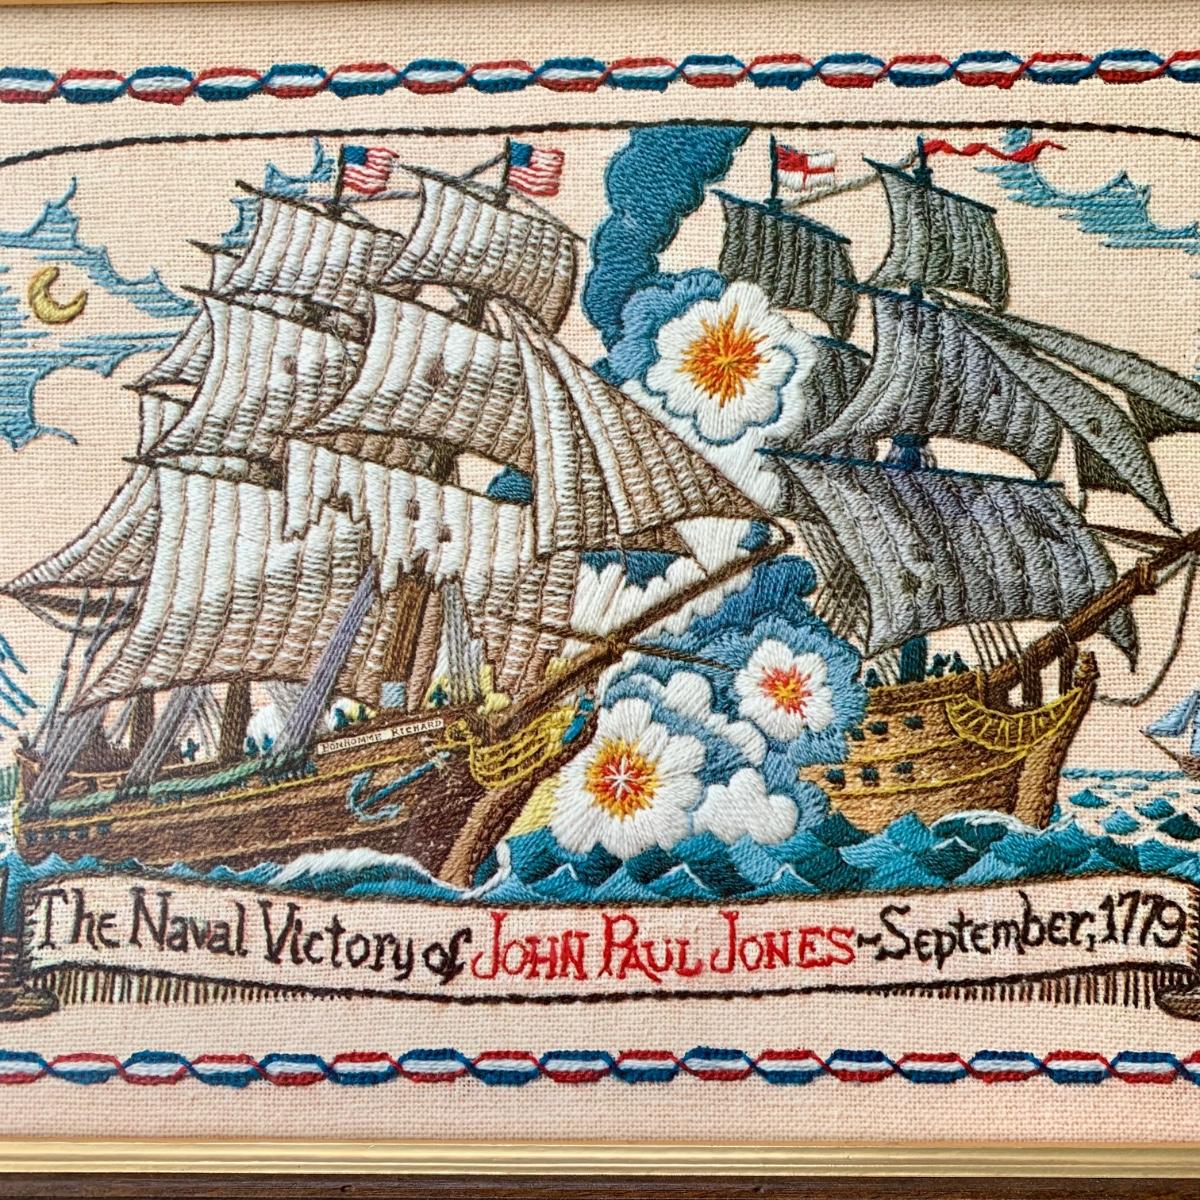 BONHOMME RICHARD
The Naval Victory of JOHN PAUL JONES~September, 1779